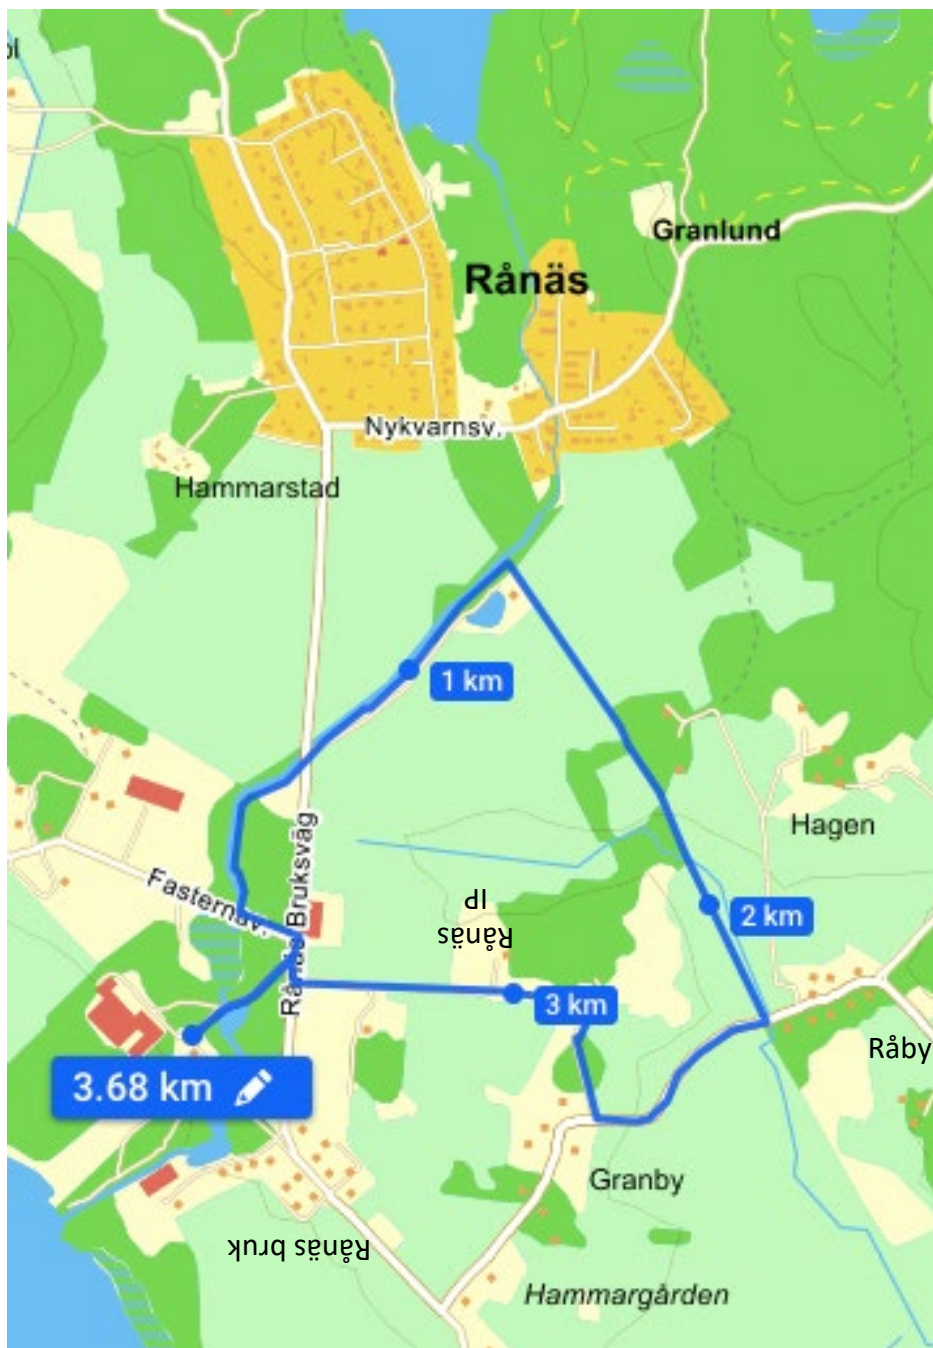 ol
Granlund
Rånäs
Nykvarnsv.
Hammarstad
1 km
Hagen
Rånäs Bruksväg
Fasternav.
Rånäs
IP
2 km
3 km
Råby
3.68 km
Granby
Rånäs bruk
Hammargården